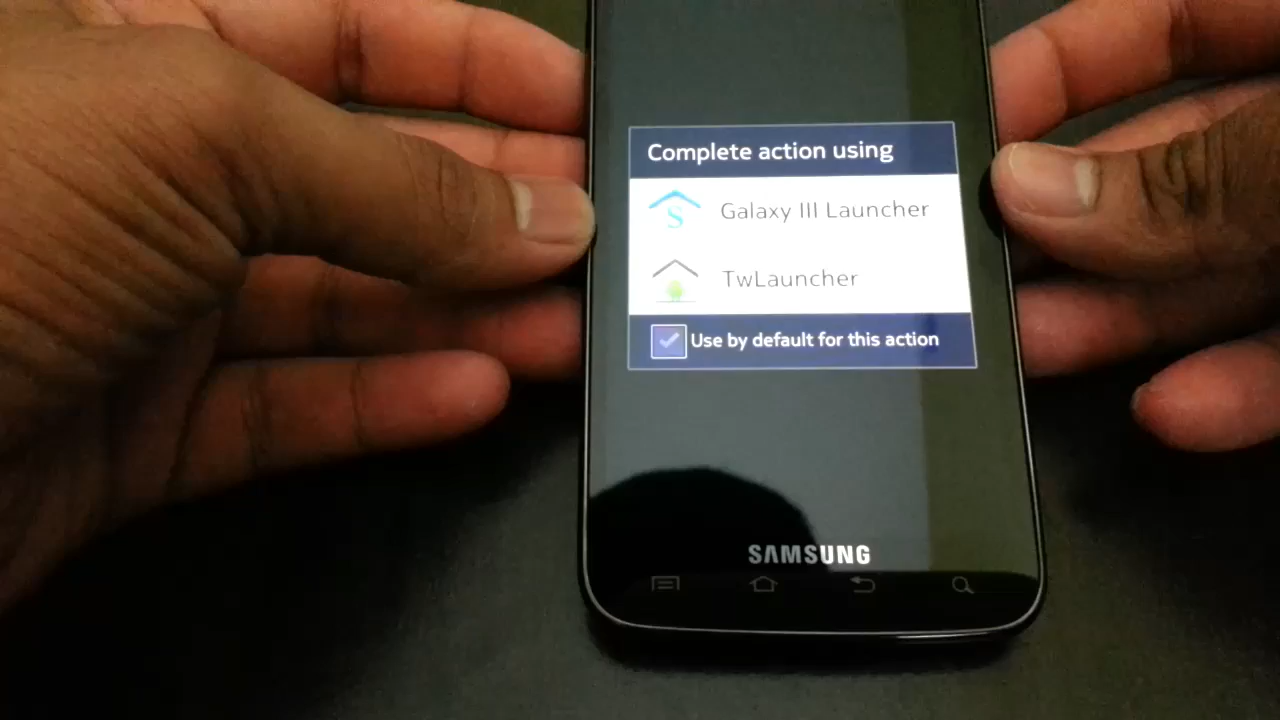 Complete action using
S
Galaxy III Launcher
TwLauncher
Use by default for this action
SAMSUNG